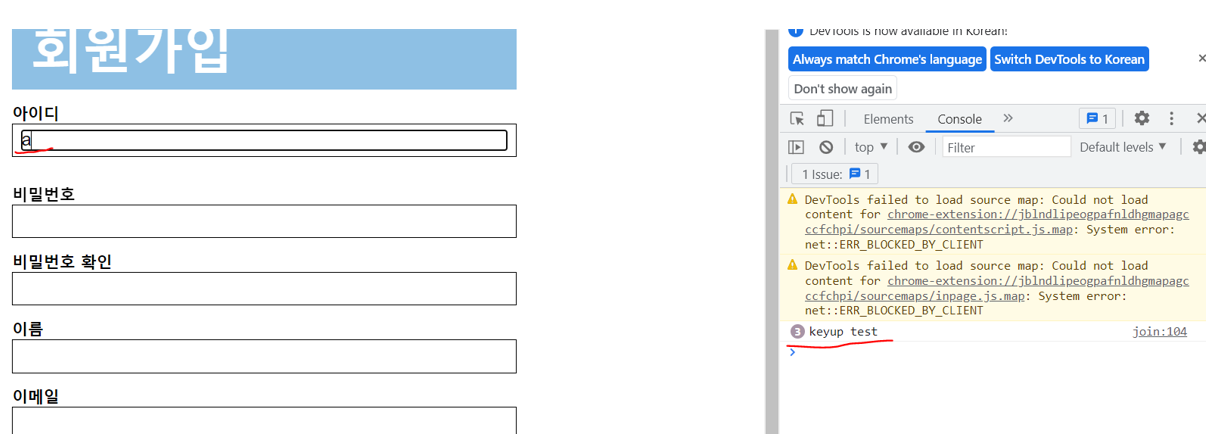 회원가입
아이디
a
비밀번호
비밀번호 확인
이름
이메일
DevTools is now available in Korean!
Always match Chrome's language
Switch DevTools to Korean
Don't show again
Elements
Console
1
top
Filter
Default levels
1 Issue:
1
DevTools failed to load source map: Could not load
content for chrome-extension://jblndlipeogpafnldhgmapagc
ccfchpi/sourcemaps/contentscript.js.map: System error:
net::ERR_BLOCKED_BY_CLIENT
DevTools failed to load source map: Could not load
content for chrome-extension://jblndlipeogpafnldhgmapagc
ccfchpi/sourcemaps/inpage.js.map: System error:
net::ERR_BLOCKED_BY_CLIENT
3 keyup test
join:104